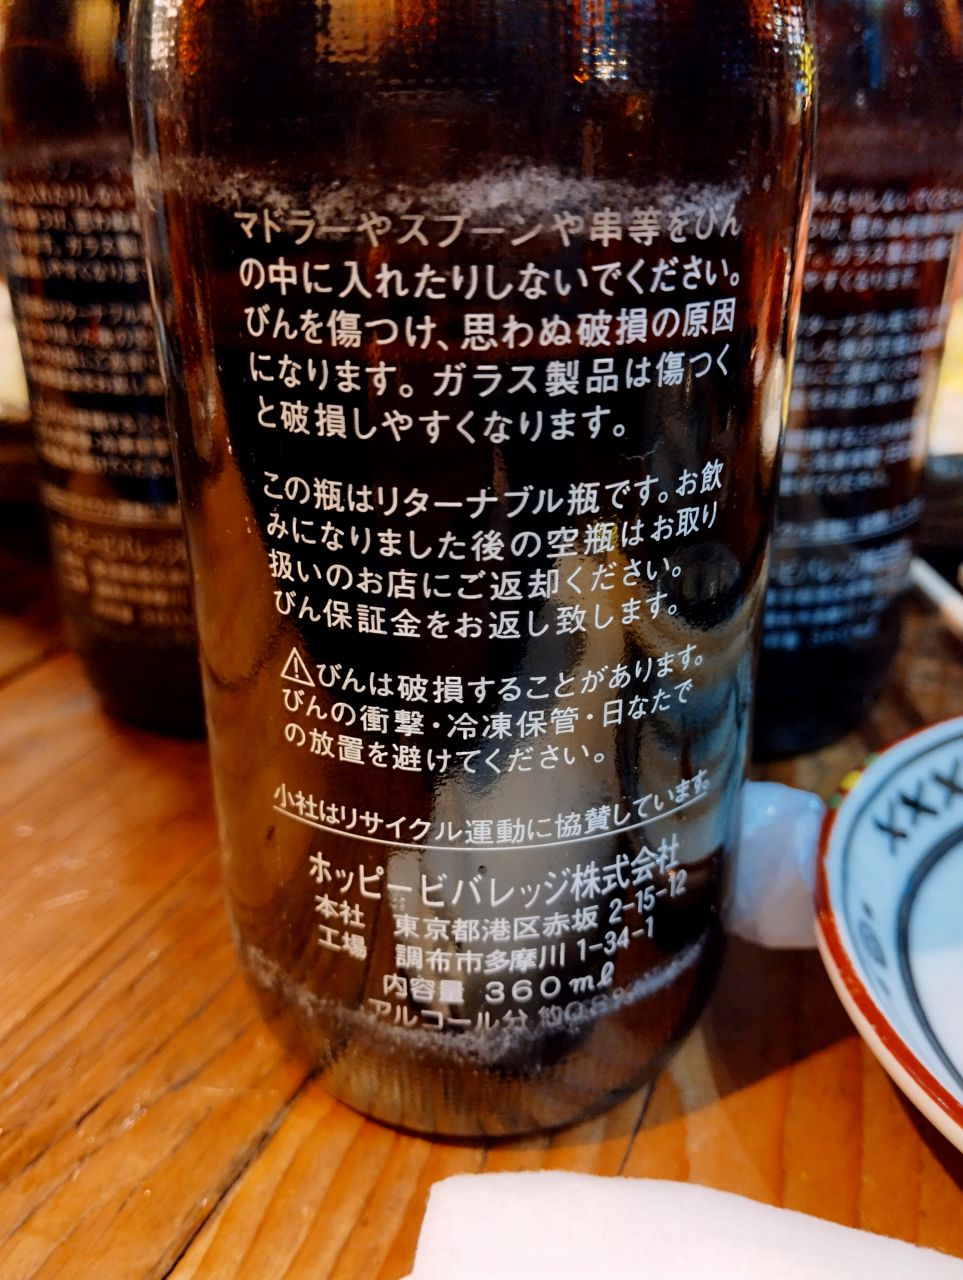 マドラーやスプーンや串等をびん
の中に入れたりしないでください。
びんを傷つけ、思わぬ破損の原因
になります。ガラス製品は傷つく
と破損しやすくなります。
この瓶はリターナブル瓶です。お飲
みになりました後の空瓶はお取り
扱いのお店にご返却ください。
びん保証金をお返し致します。
⚠びんは破損することがあります。
びんの衝撃・冷凍保管・日なたで
の放置を避けてください。
小社はリサイクル運動に協賛しています。
ホッピービバレッジ株式会社
本社 東京都港区赤坂 2-15-12
工場 調布市多摩川 1-34-1
内容量 360ml
アルコール分 約0.8%